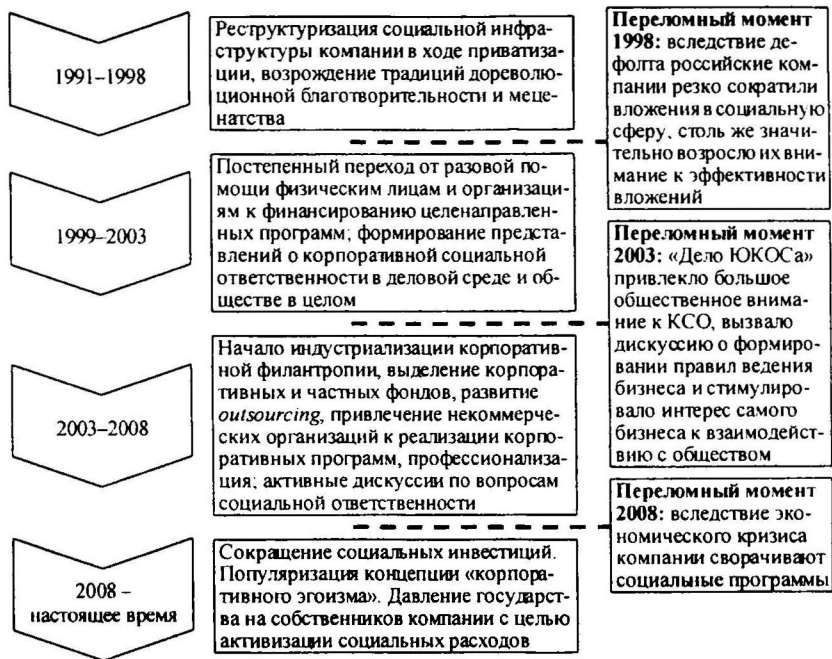 1991–1998
Реструктуризация социальной инфра-
структуры компании в ходе приватиза-
ции, возрождение традиций дореволю-
ционной благотворительности и меце-
натства
Переломный момент
1998: вследствие де-
фолта российские ком-
пании резко сократили
вложения в социальную
сферу, столь же значи-
тельно возросло их вни-
мание к эффективности
вложений
1999–2003
Постепенный переход от разовой по-
мощи физическим лицам и организаци-
ям к финансированию целенаправлен-
ных программ; формирование представ-
лений о корпоративной социальной
ответственности в деловой среде и об-
ществе в целом
Переломный момент
2003: «Дело ЮКОСа»
привлекло большое
общественное внима-
ние к КСО, вызвало
дискуссию о формиро-
вании правил ведения
бизнеса и стимулиро-
вало интерес самого
бизнеса к взаимодейст-
вию с обществом
2003–2008
Начало индустриализации корпоратив-
ной филантропии, выделение корпора-
тивных и частных фондов, развитие
outsourcing, привлечение некоммерче-
ских организаций к реализации корпо-
ративных программ, профессионализа-
ция; активные дискуссии по вопросам
социальной ответственности
Переломный момент
2008: вследствие эко-
номического кризиса
компании сворачивают
социальные программы
2008 –
настоящее время
Сокращение социальных инвестиций.
Популяризация концепции «корпора-
тивного эгоизма». Давление государст-
ва на собственников компании с целью
активизации социальных расходов